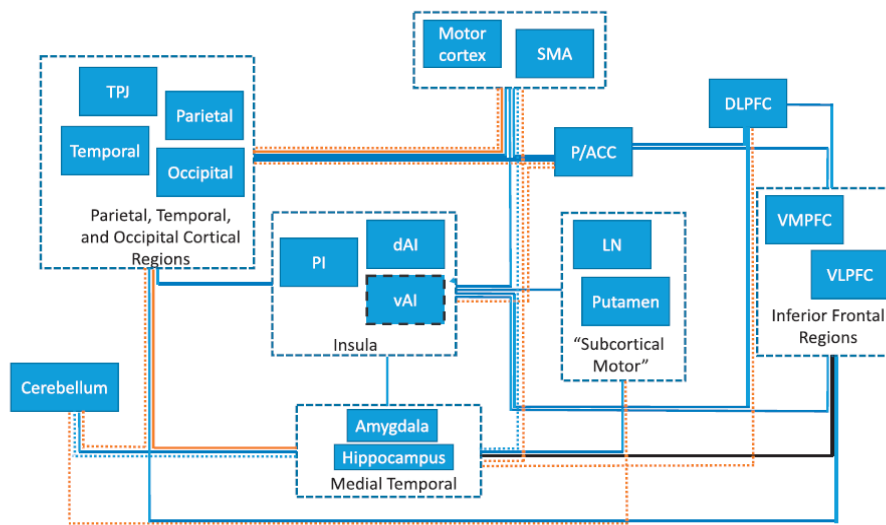 Motor
cortex
SMA
TPJ
Parietal
Temporal
Occipital
Parietal, Temporal,
and Occipital Cortical
Regions
DLPFC
P/ACC
VMPFC
VLPFC
Inferior Frontal
Regions
PI
dAI
vAI
Insula
LN
Putamen
“Subcortical
Motor”
Cerebellum
Amygdala
Hippocampus
Medial Temporal